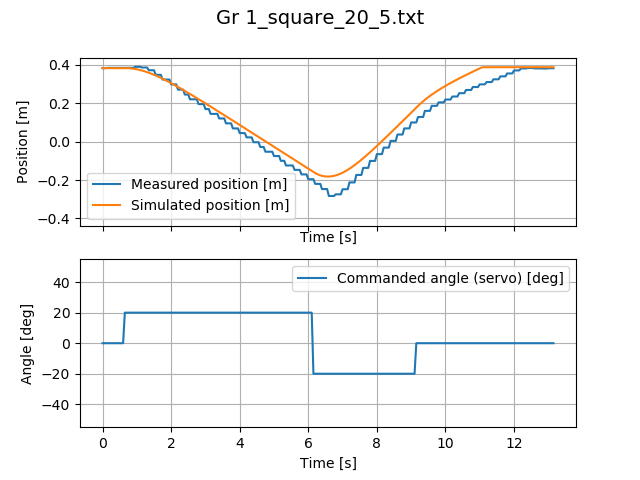 Gr 1_square_20_5.txt
Position [m]
0.4
0.2
0.0
−0.2
−0.4
Measured position [m]
Simulated position [m]
Time [s]
Angle [deg]
40
20
0
−20
−40
Commanded angle (servo) [deg]
0 2 4 6 8 10 12
Time [s]